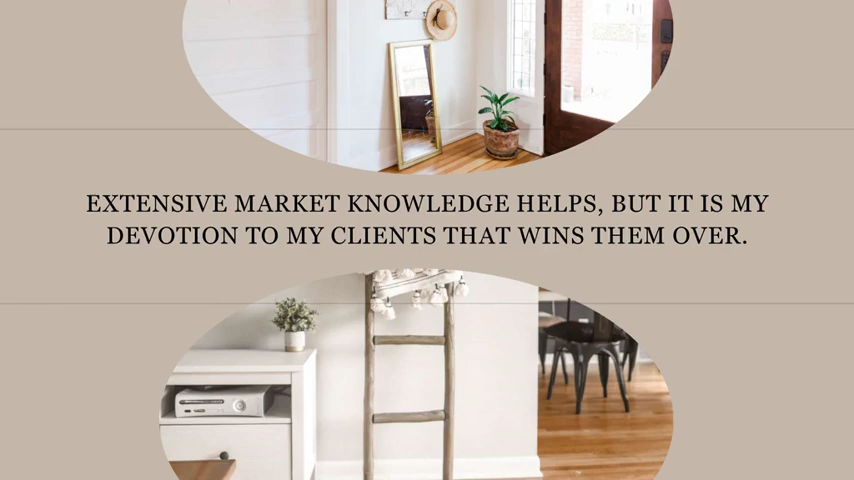 EXTENSIVE MARKET KNOWLEDGE HELPS, BUT IT IS MY
DEVOTION TO MY CLIENTS THAT WINS THEM OVER.